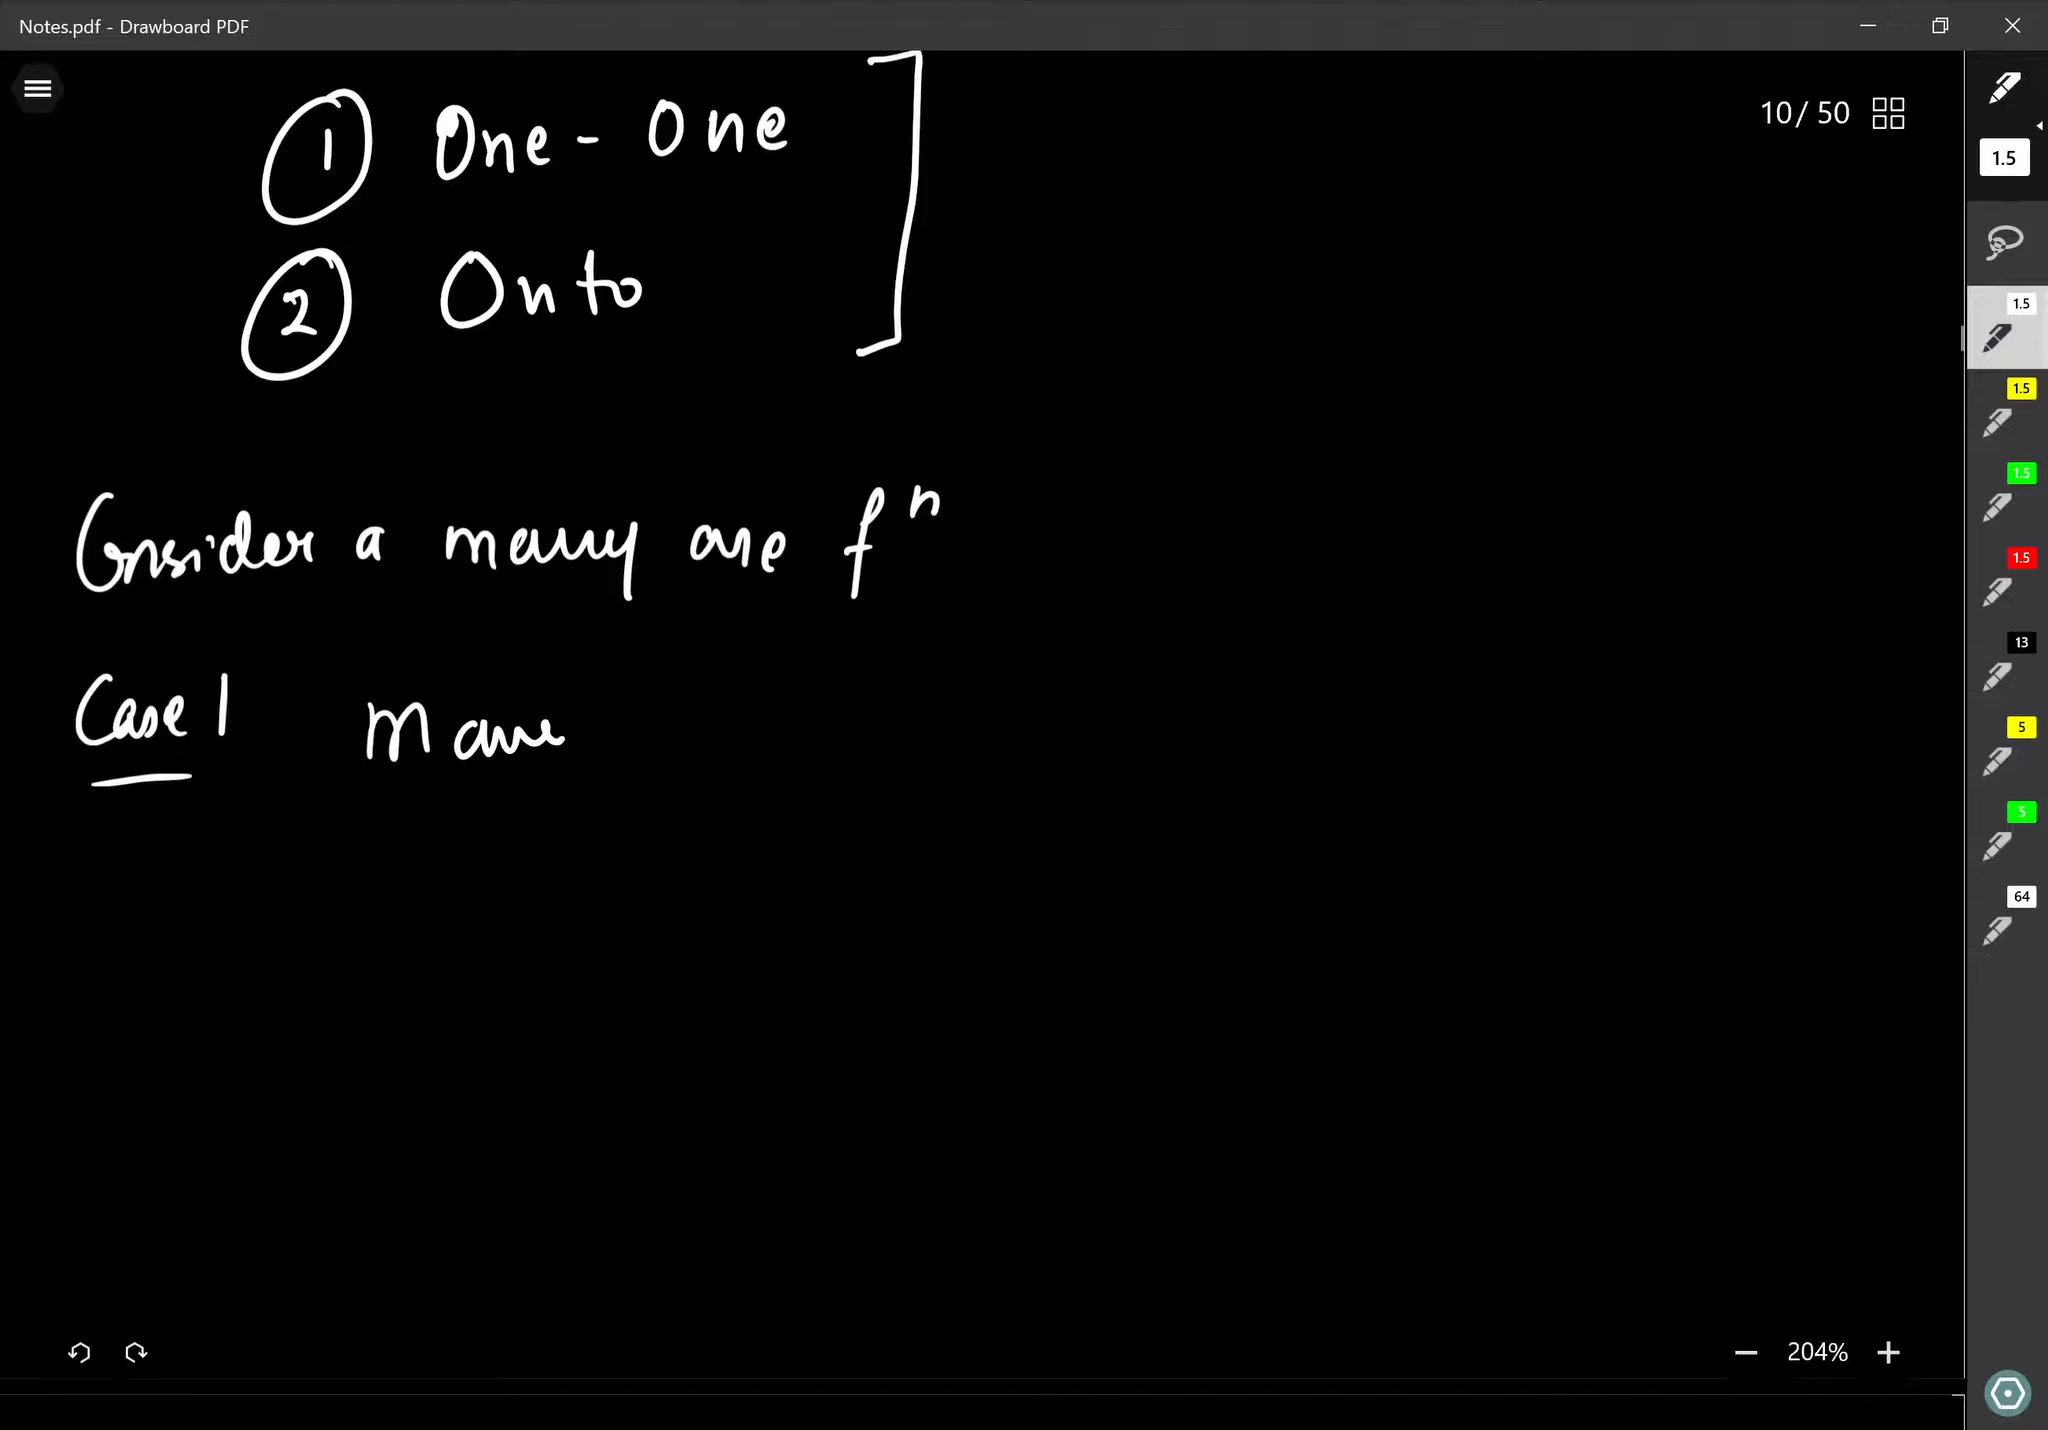 Notes.pdf - Drawboard PDF
10/ 50
① One - One
② Onto
Consider a many one fⁿ
Case 1
1.5
1.5
1.5
1.5
1.5
13
5
5
64
204%